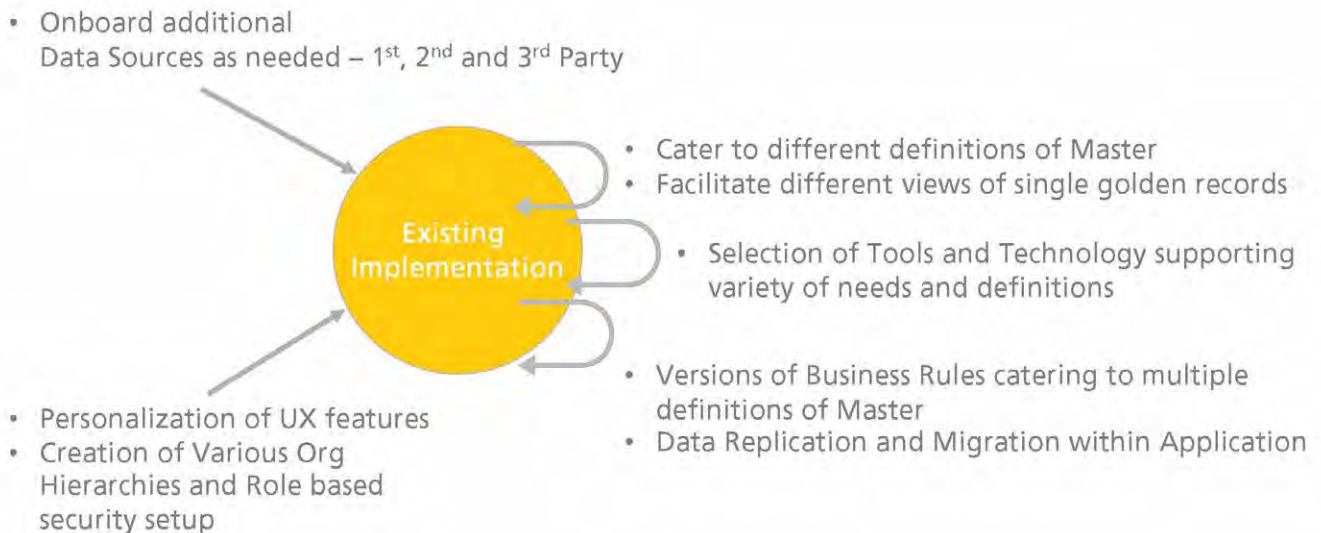 • Onboard additional
Data Sources as needed – 1st, 2nd and 3rd Party
• Cater to different definitions of Master
• Facilitate different views of single golden records
Existing
Implementation
• Selection of Tools and Technology supporting
variety of needs and definitions
• Versions of Business Rules catering to multiple
definitions of Master
• Data Replication and Migration within Application
• Personalization of UX features
• Creation of Various Org
Hierarchies and Role based
security setup